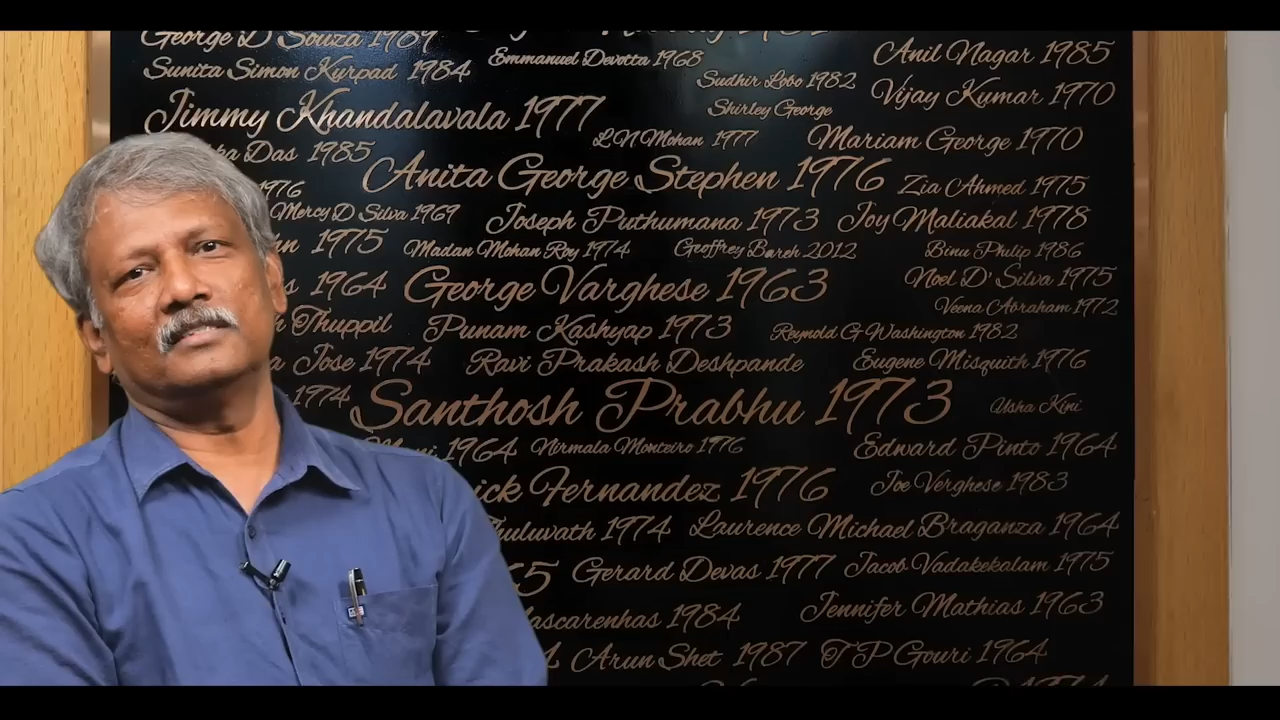 George D Souza 1989
Emmanuel Devotta 1968
Anil Nagar 1985
Sunita Simon Kurpad 1984
Sudhir Lobo 1982
Vijay Kumar 1970
Jimmy Khandalavala 1977
Shirley George
L N Mohan 1977
Mariam George 1970
Das 1985
Anita George Stephen 1976
Zia Ahmed 1975
1976
Mercy D Silva 1969
Joseph Puthumana 1973
Joy Maliakal 1978
1975
Madan Mohan Roy 1974
Geoffrey Bareh 2012
Binu Philip 1986
1964
George Varghese 1963
Noel D' Silva 1975
Veena Abraham 1972
Thuppil
Punam Kashyap 1973
Reynold G Washington 1982
Jose 1974
Ravi Prakash Deshpande
Eugene Misquith 1976
1974
Santhosh Prabhu 1973
Usha Kini
1964
Nirmala Monteiro 1976
Edward Pinto 1964
ick Fernandez 1976
Joe Verghese 1983
huluvath 1974
Laurence Michael Braganza 1964
5
Gerard Devas 1977
Jacob Vadakekalam 1975
ascarenhas 1984
Jennifer Mathias 1963
Arun Shet 1987
T P Gouri 1964